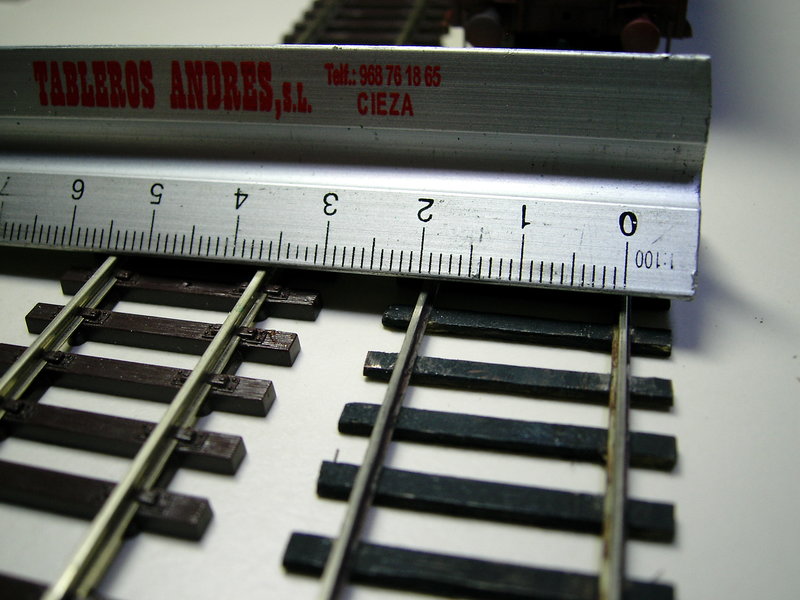 TABLEROS ANDRES, S.L.
Telf.: 968 76 18 65
CIEZA
7 6 5 4 3 2 1 0
1:100